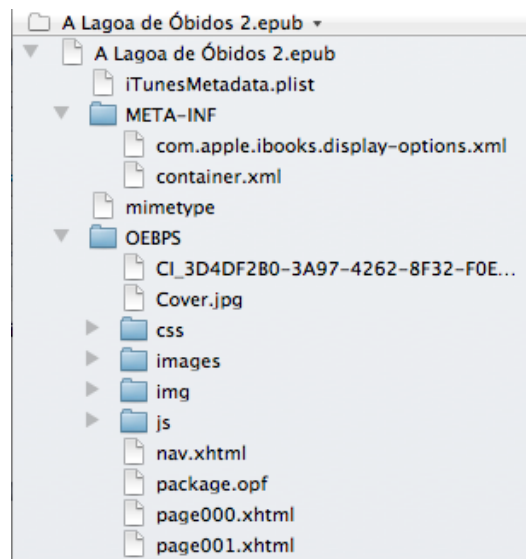 A Lagoa de Óbidos 2.epub
A Lagoa de Óbidos 2.epub
iTunesMetadata.plist
META-INF
com.apple.ibooks.display-options.xml
container.xml
mimetype
OEBPS
CI_3D4DF2B0-3A97-4262-8F32-F0E...
Cover.jpg
css
images
img
js
nav.xhtml
package.opf
page000.xhtml
page001.xhtml